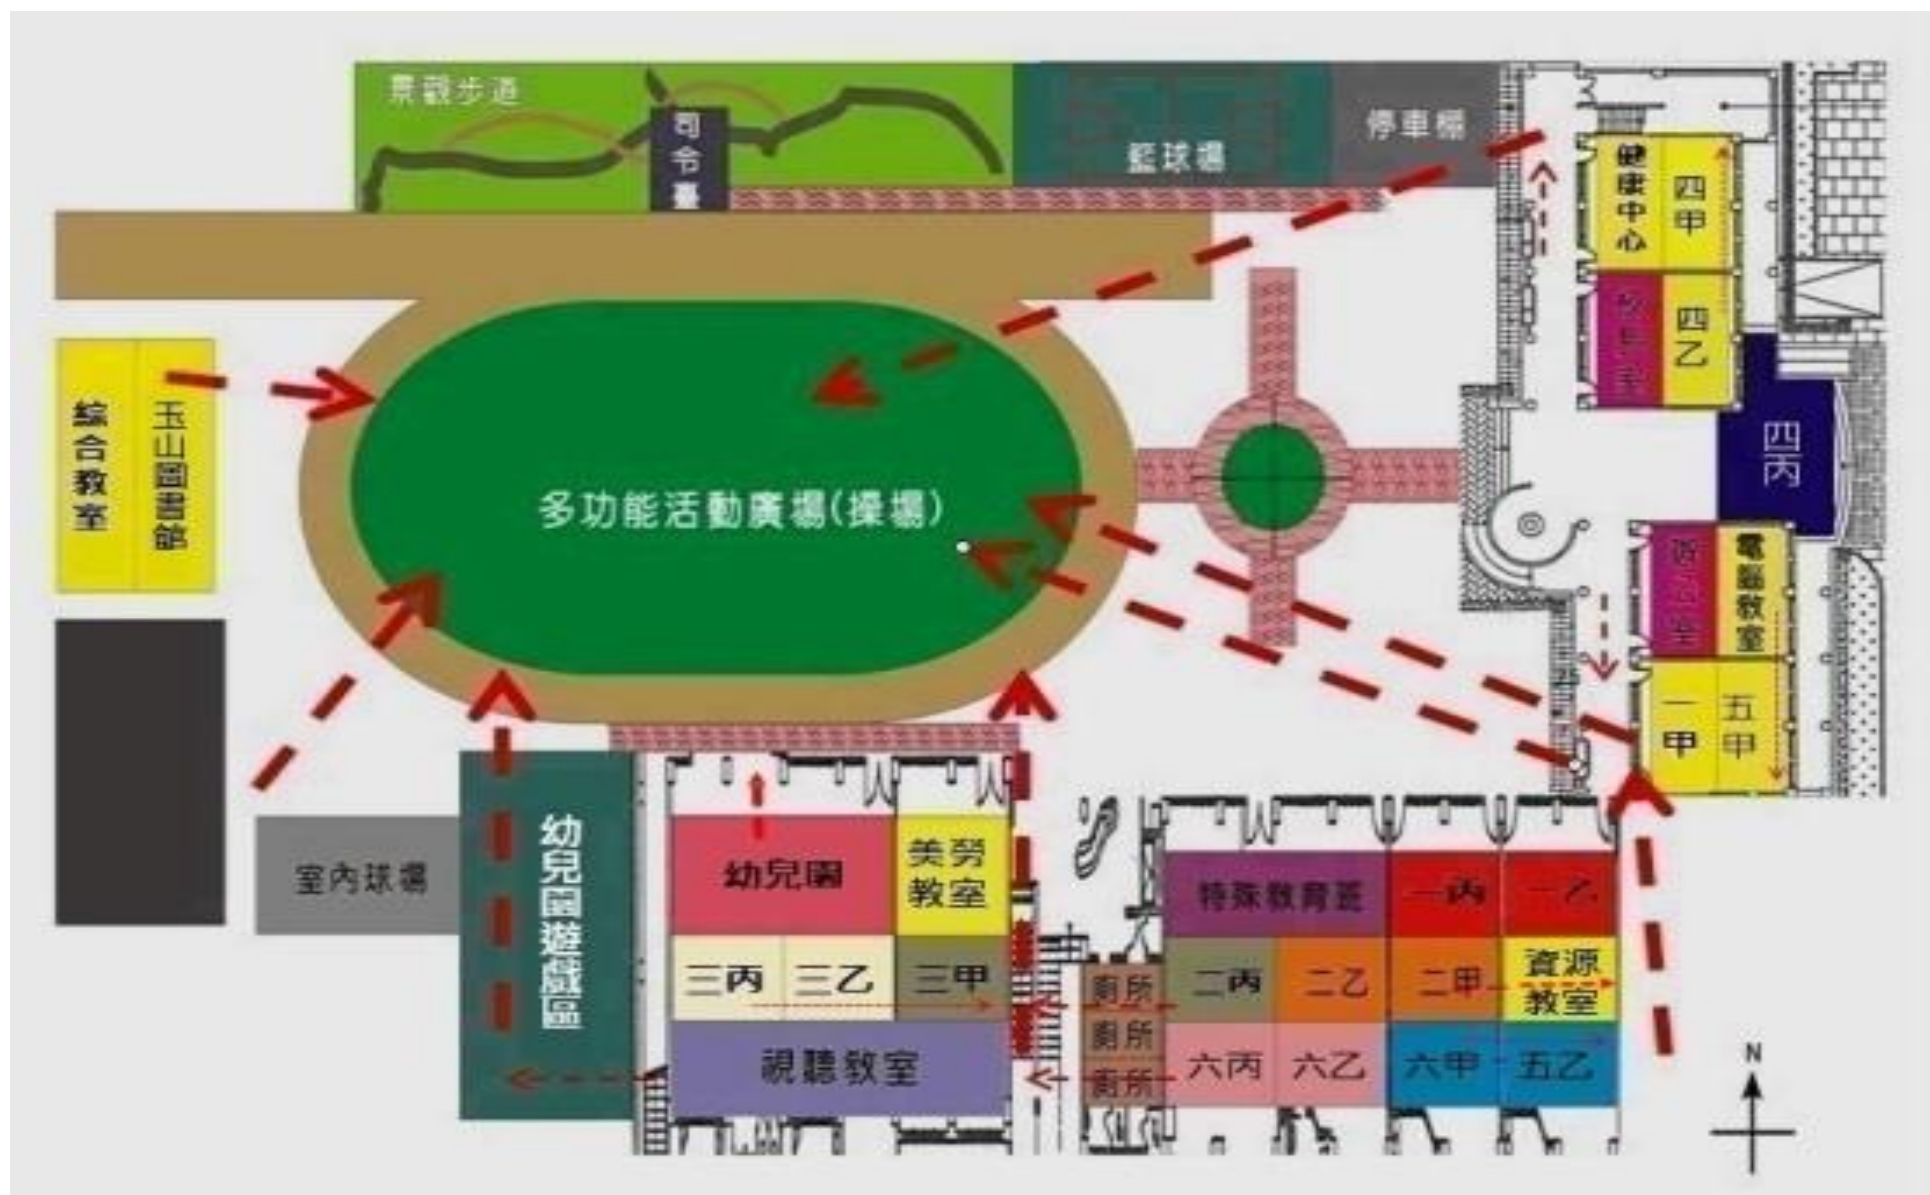 景觀步道
司令臺
籃球場
停車棚
健康中心
四甲
四乙
四丙
綜合教室
玉山圖書館
多功能活動廣場(操場)
電腦教室
一甲
五甲
室內球場
幼兒園遊戲區
幼兒園
美勞
教室
三丙
三乙
三甲
視聽教室
特殊教育班
一丙
一乙
廁所
二丙
二乙
二甲
資源
教室
廁所
廁所
六丙
六乙
六甲
五乙
N